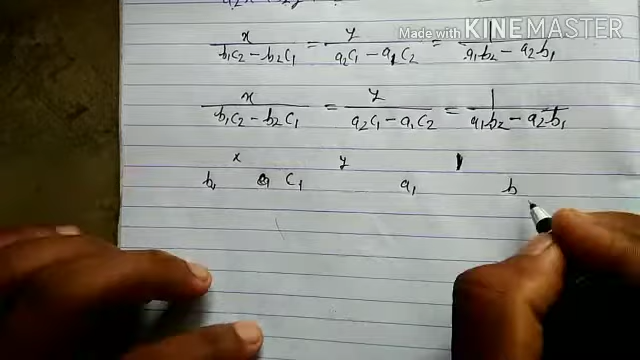 Made with KINEMASTER
x/(b₁c₂ − b₂c₁) = y/(a₂c₁ − a₁c₂) = 1/(a₁b₂ − a₂b₁)
x/(b₁c₂ − b₂c₁) = y/(a₂c₁ − a₁c₂) = 1/(a₁b₂ − a₂b₁)
x y 1
b₁ c₁ a₁ b